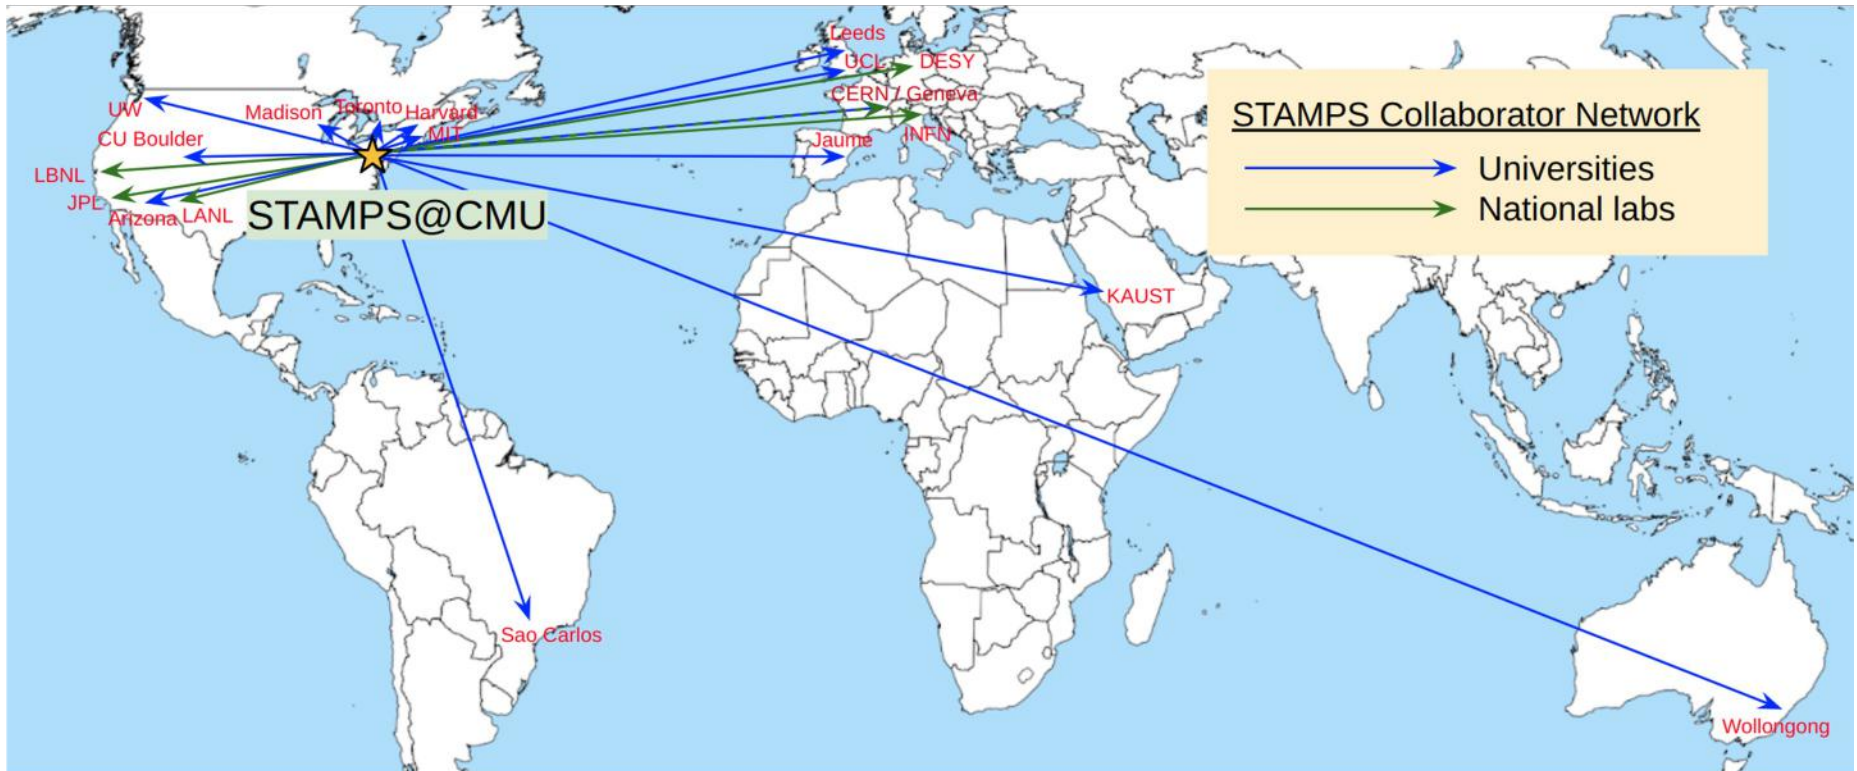 Leeds
UCL
DESY
UW
Madison
Toronto
Harvard
CERN / Geneva
MIT
INFN
CU Boulder
Jaume
LBNL
JPL
Arizona
LANL
STAMPS@CMU
KAUST
Sao Carlos
Wollongong
STAMPS Collaborator Network
Universities
National labs